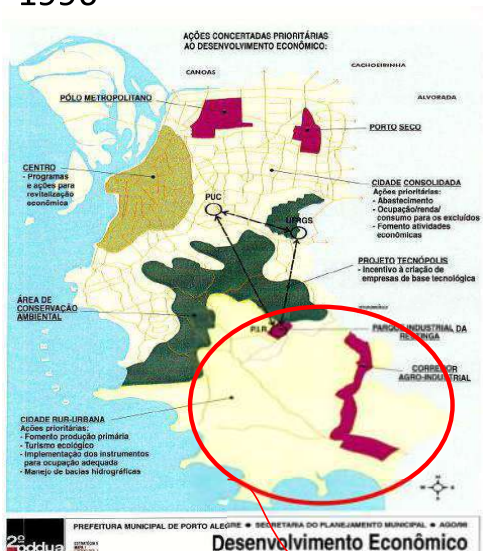 1996
AÇÕES CONCERTADAS PRIORITÁRIAS
AO DESENVOLVIMENTO ECONÔMICO:
CANOAS
CACHOEIRINHA
ALVORADA
PÓLO METROPOLITANO
PORTO SECO
CENTRO
- Programas
e ações para
revitalização
econômica
CIDADE CONSOLIDADA
Ações prioritárias:
- Abastecimento
- Ocupação/renda/
consumo para os excluídos
- Fomento atividades
econômicas
PUC
UFRGS
PROJETO TECNÓPOLIS
- Incentivo à criação de
empresas de base tecnológica
ÁREA DE
CONSERVAÇÃO
AMBIENTAL
P.I.R.
PARQUE INDUSTRIAL DA
RESTINGA
CORREDOR
AGRO-INDUSTRIAL
CIDADE RUR-URBANA
Ações prioritárias:
- Fomento produção primária
- Turismo ecológico
- Implementação dos instrumentos
para ocupação adequada
- Manejo de bacias hidrográficas
PREFEITURA MUNICIPAL DE PORTO ALEGRE • SECRETARIA DO PLANEJAMENTO MUNICIPAL • AGO/98
2º pddua
Desenvolvimento Econômico